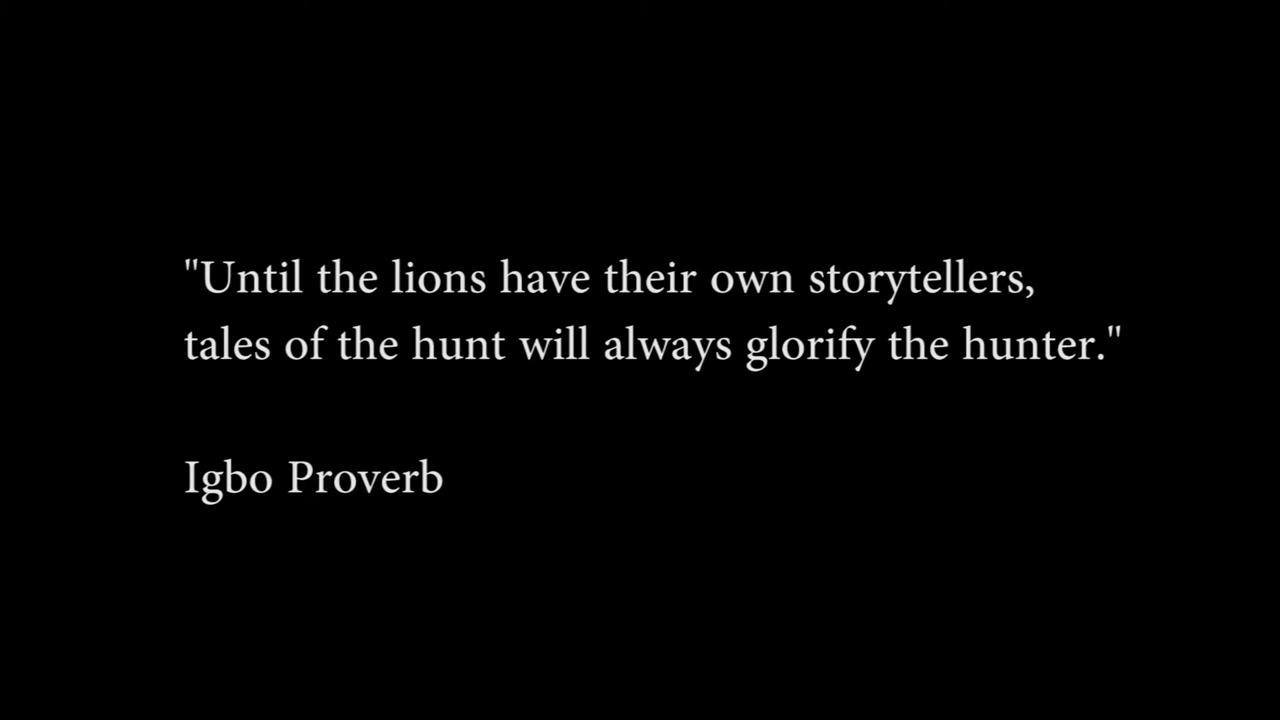 "Until the lions have their own storytellers,
tales of the hunt will always glorify the hunter."
Igbo Proverb